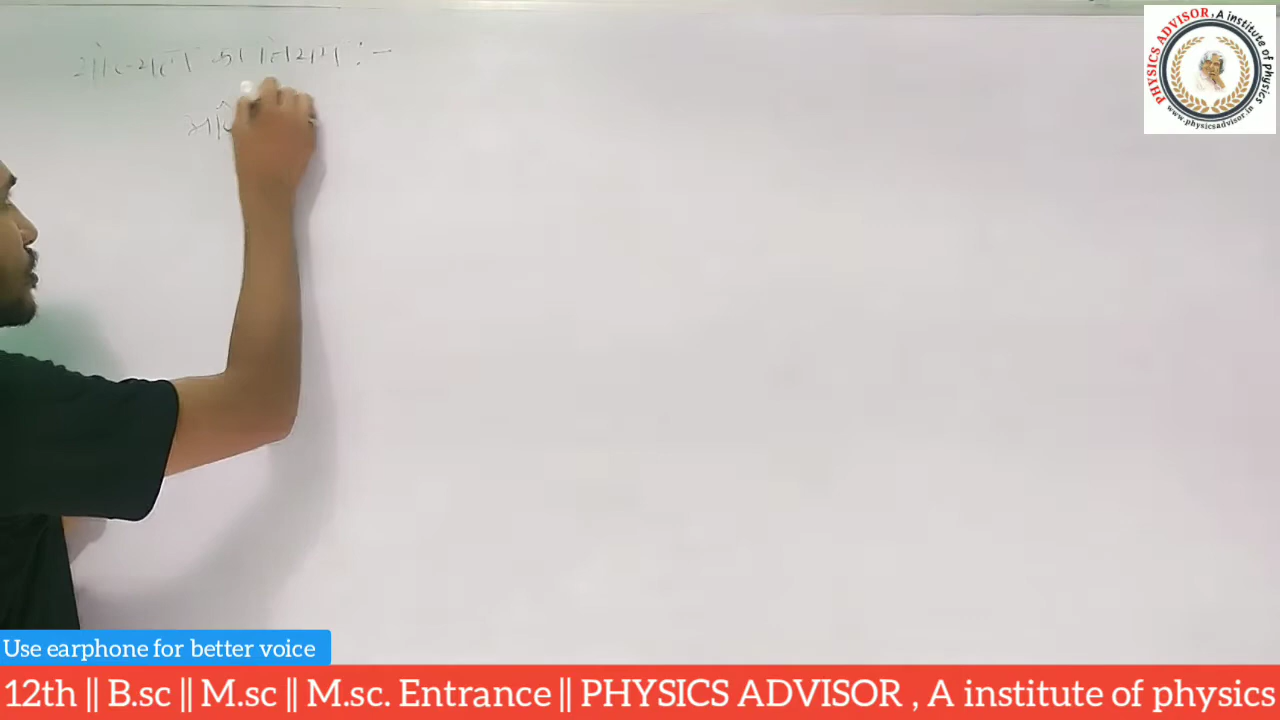 का नियम :-
PHYSICS ADVISOR, A institute of physics
www.physicsadvisor.in
Use earphone for better voice
12th || B.sc || M.sc || M.sc. Entrance || PHYSICS ADVISOR , A institute of physics